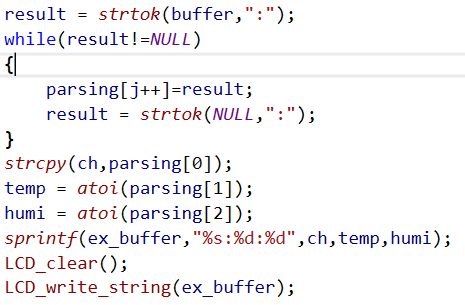 result = strtok(buffer,":");
while(result!=NULL)
{
    parsing[j++]=result;
    result = strtok(NULL,":");
}
strcpy(ch,parsing[0]);
temp = atoi(parsing[1]);
humi = atoi(parsing[2]);
sprintf(ex_buffer,"%s:%d:%d",ch,temp,humi);
LCD_clear();
LCD_write_string(ex_buffer);